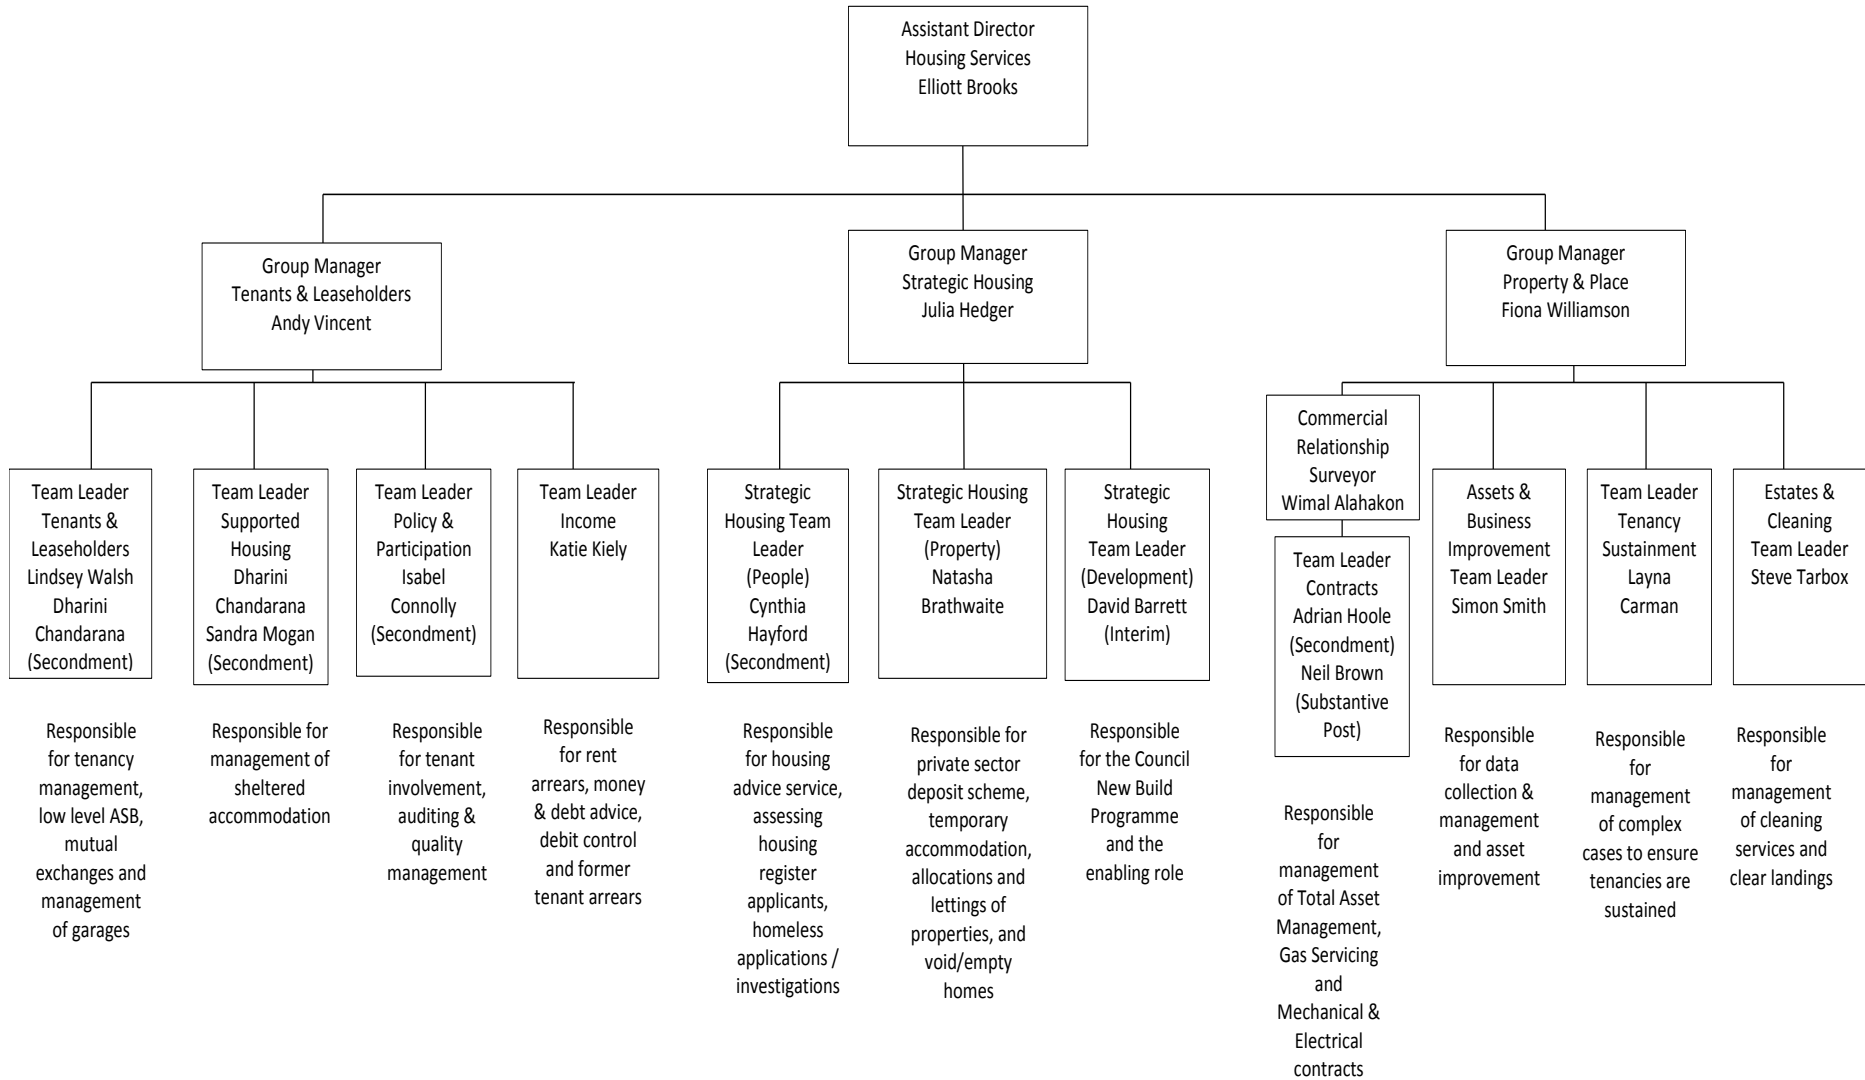 Assistant Director
Housing Services
Elliott Brooks
Group Manager
Tenants & Leaseholders
Andy Vincent
Group Manager
Strategic Housing
Julia Hedger
Group Manager
Property & Place
Fiona Williamson
Team Leader
Tenants &
Leaseholders
Lindsey Walsh
Dharini
Chandarana
(Secondment)
Team Leader
Supported
Housing
Dharini
Chandarana
Sandra Mogan
(Secondment)
Team Leader
Policy &
Participation
Isabel
Connolly
(Secondment)
Team Leader
Income
Katie Kiely
Strategic
Housing Team
Leader
(People)
Cynthia
Hayford
(Secondment)
Strategic Housing
Team Leader
(Property)
Natasha
Brathwaite
Strategic
Housing
Team Leader
(Development)
David Barrett
(Interim)
Commercial
Relationship
Surveyor
Wimal Alahakon
Team Leader
Contracts
Adrian Hoole
(Secondment)
Neil Brown
(Substantive
Post)
Assets &
Business
Improvement
Team Leader
Simon Smith
Team Leader
Tenancy
Sustainment
Layna
Carman
Estates &
Cleaning
Team Leader
Steve Tarbox
Responsible
for tenancy
management,
low level ASB,
mutual
exchanges and
management
of garages
Responsible for
management of
sheltered
accommodation
Responsible
for tenant
involvement,
auditing &
quality
management
Responsible
for rent
arrears, money
& debt advice,
debit control
and former
tenant arrears
Responsible
for housing
advice service,
assessing
housing
register
applicants,
homeless
applications /
investigations
Responsible for
private sector
deposit scheme,
temporary
accommodation,
allocations and
lettings of
properties, and
void/empty
homes
Responsible
for the Council
New Build
Programme
and the
enabling role
Responsible
for
management
of Total Asset
Management,
Gas Servicing
and
Mechanical &
Electrical
contracts
Responsible
for data
collection &
management
and asset
improvement
Responsible
for
management
of complex
cases to ensure
tenancies are
sustained
Responsible
for
management
of cleaning
services and
clear landings